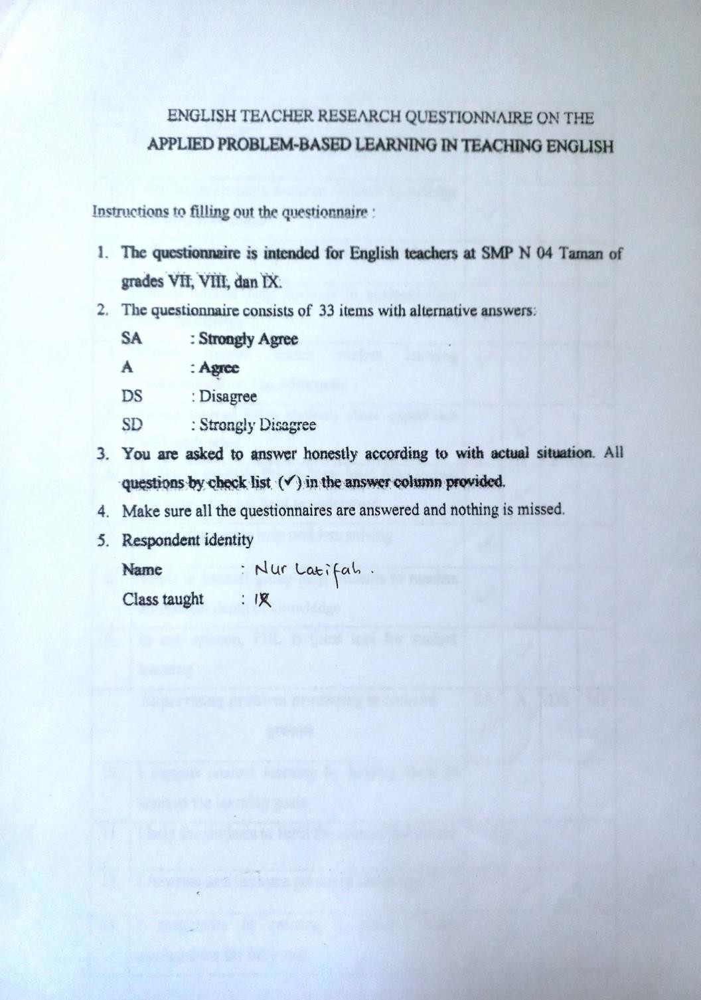 ENGLISH TEACHER RESEARCH QUESTIONNAIRE ON THE
APPLIED PROBLEM-BASED LEARNING IN TEACHING ENGLISH
Instructions to filling out the questionnaire :
1. The questionnaire is intended for English teachers at SMP N 04 Taman of
grades VII, VIII, dan IX.
2. The questionnaire consists of 33 items with alternative answers:
SA : Strongly Agree
A : Agree
DS : Disagree
SD : Strongly Disagree
3. You are asked to answer honestly according to with actual situation. All
questions by check list (✓) in the answer column provided.
4. Make sure all the questionnaires are answered and nothing is missed.
5. Respondent identity
Name : Nur Latifah .
Class taught : IX